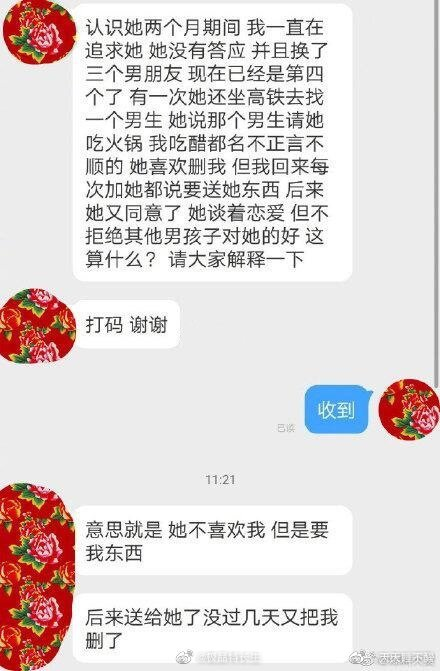 认识她两个月期间 我一直在
追求她 她没有答应 并且换了
三个男朋友 现在已经是第四
个了 有一次她还坐高铁去找
一个男生 她说那个男生请她
吃火锅 我吃醋都名不正言不
顺的 她喜欢删我 但我回来每
次加她都说要送她东西 后来
她又同意了 她谈着恋爱 但不
拒绝其他男孩子对她的好 这
算什么？ 请大家解释一下
打码 谢谢
收到
已读
11:21
意思就是 她不喜欢我 但是要
我东西
后来送给她了没过几天又把我
删了